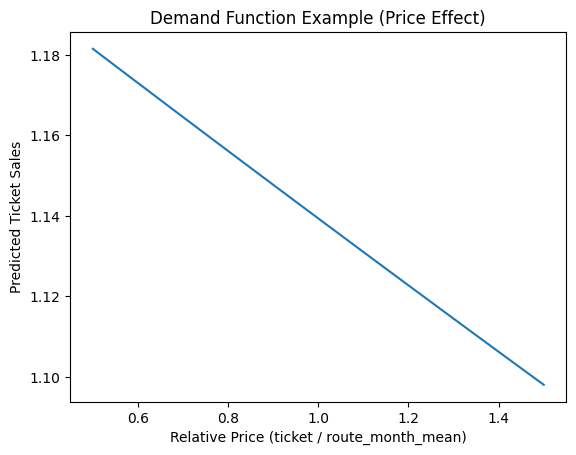 Demand Function Example (Price Effect)
Predicted Ticket Sales
1.18
1.16
1.14
1.12
1.10
0.6 0.8 1.0 1.2 1.4
Relative Price (ticket / route_month_mean)